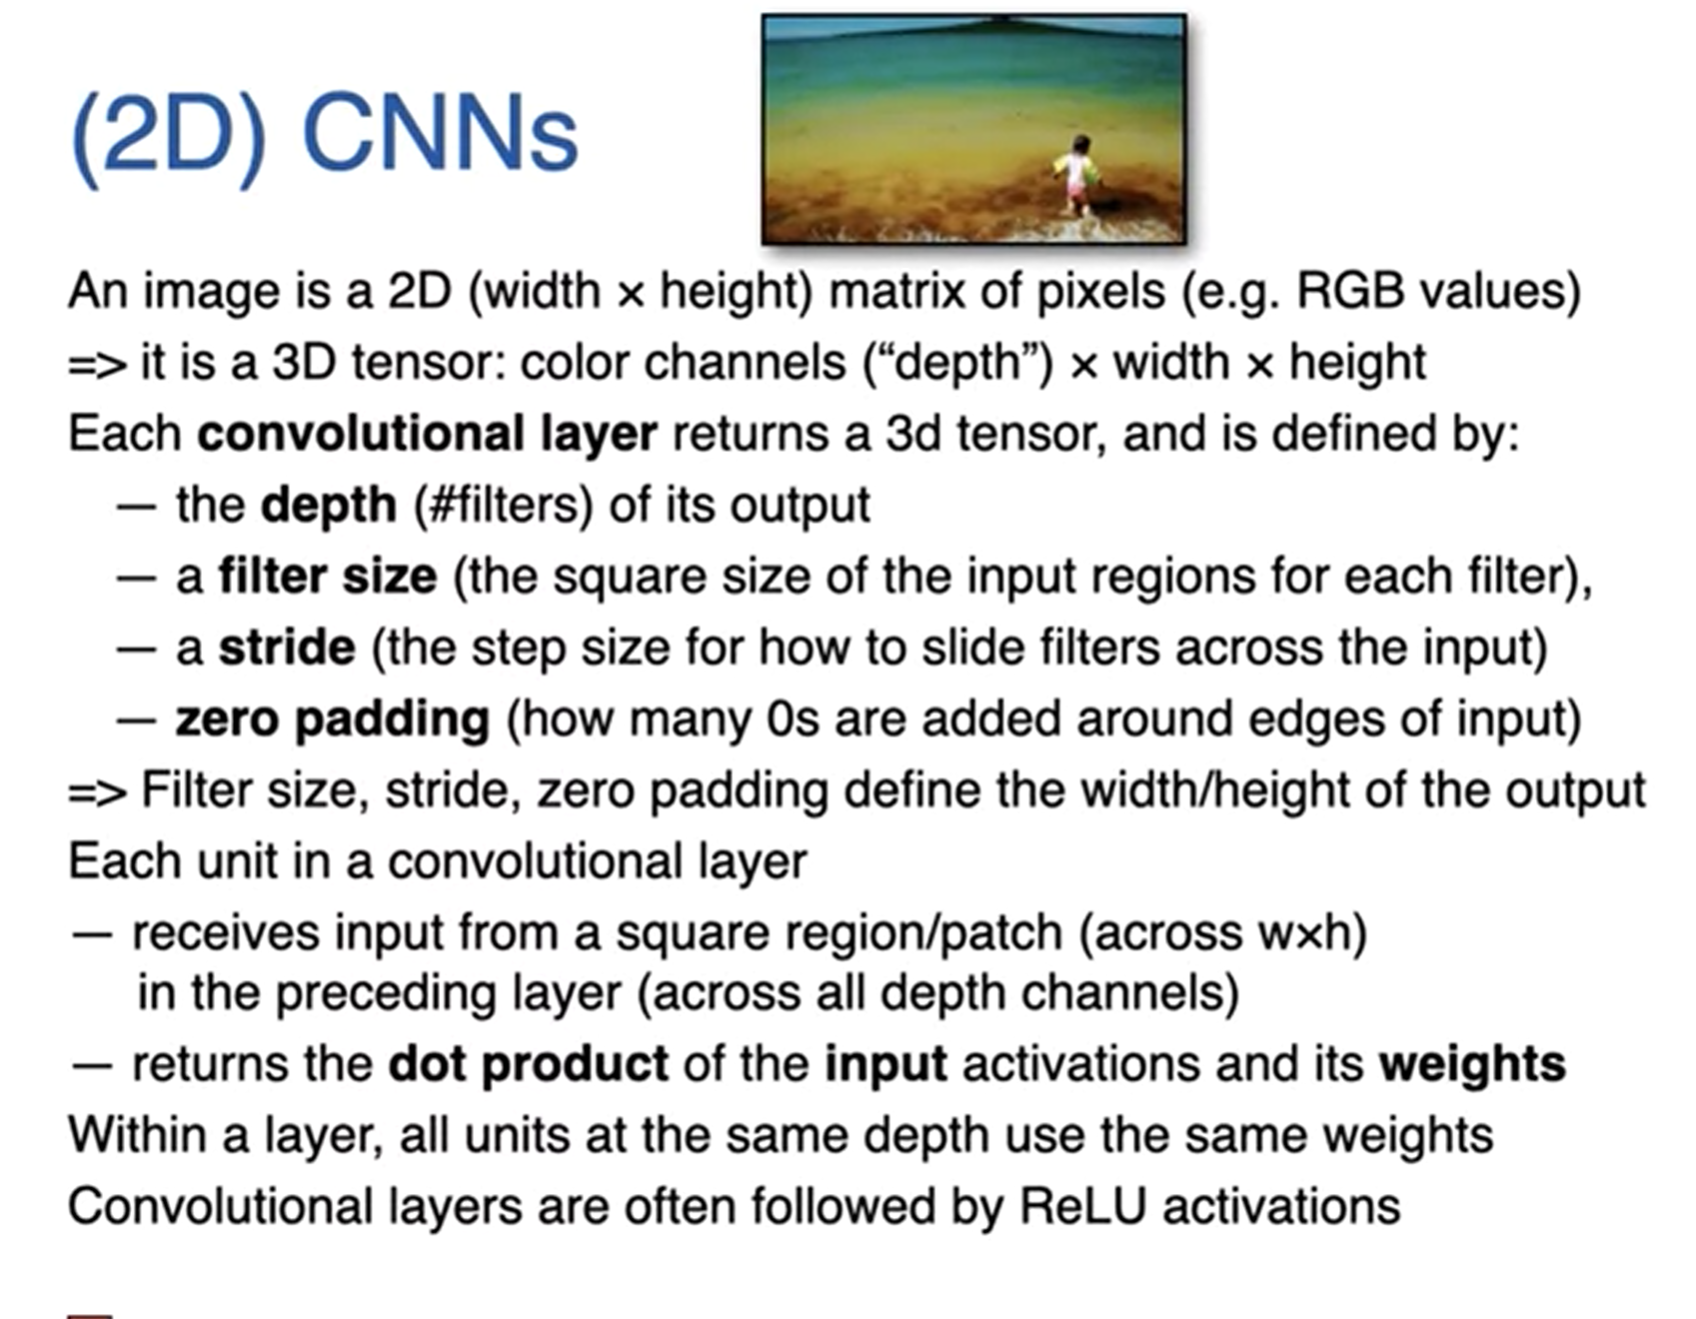 (2D) CNNs
An image is a 2D (width × height) matrix of pixels (e.g. RGB values)
=> it is a 3D tensor: color channels (“depth”) × width × height
Each convolutional layer returns a 3d tensor, and is defined by:
— the depth (#filters) of its output
— a filter size (the square size of the input regions for each filter),
— a stride (the step size for how to slide filters across the input)
— zero padding (how many 0s are added around edges of input)
=> Filter size, stride, zero padding define the width/height of the output
Each unit in a convolutional layer
— receives input from a square region/patch (across w×h)
in the preceding layer (across all depth channels)
— returns the dot product of the input activations and its weights
Within a layer, all units at the same depth use the same weights
Convolutional layers are often followed by ReLU activations